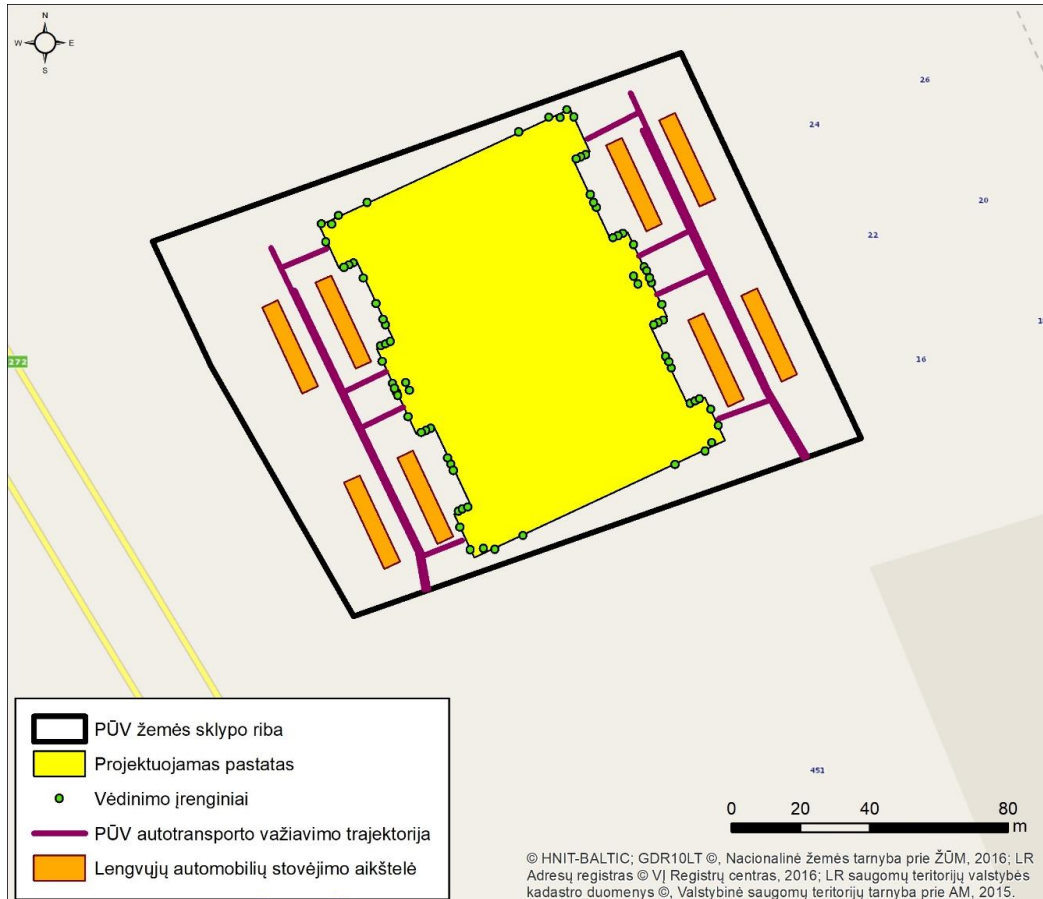 N
W E
S
26
24
20
22
16
272
451
PŪV žemės sklypo riba
Projektuojamas pastatas
Vėdinimo įrenginiai
PŪV autotransporto važiavimo trajektorija
Lengvųjų automobilių stovėjimo aikštelė
0 20 40 80
m
© HNIT-BALTIC; GDR10LT ©, Nacionalinė žemės tarnyba prie ŽŪM, 2016; LR
Adresų registras © VĮ Registrų centras, 2016; LR saugomų teritorijų valstybės
kadastro duomenys ©, Valstybinė saugomų teritorijų tarnyba prie AM, 2015.